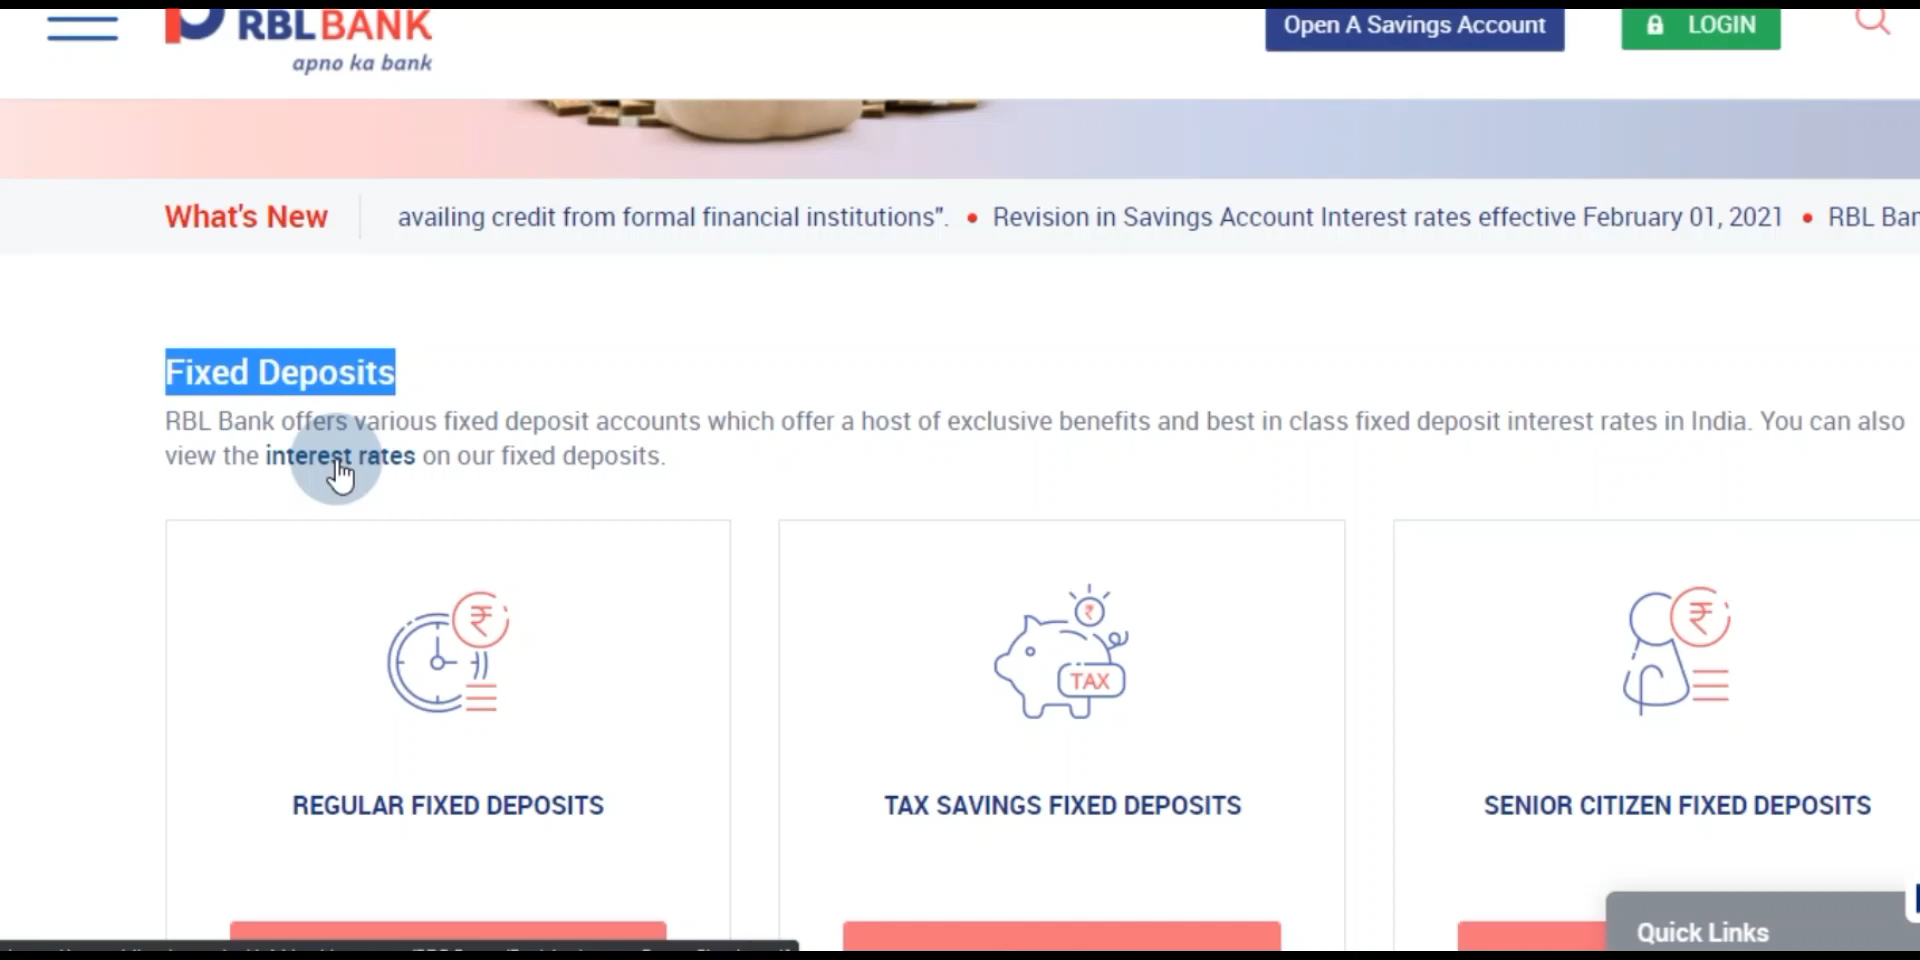 RBL BANK
apno ka bank
Open A Savings Account
LOGIN
What's New
availing credit from formal financial institutions". • Revision in Savings Account Interest rates effective February 01, 2021 • RBL Ban
Fixed Deposits
RBL Bank offers various fixed deposit accounts which offer a host of exclusive benefits and best in class fixed deposit interest rates in India. You can also
view the interest rates on our fixed deposits.
₹
₹
TAX
₹
REGULAR FIXED DEPOSITS
TAX SAVINGS FIXED DEPOSITS
SENIOR CITIZEN FIXED DEPOSITS
Quick Links